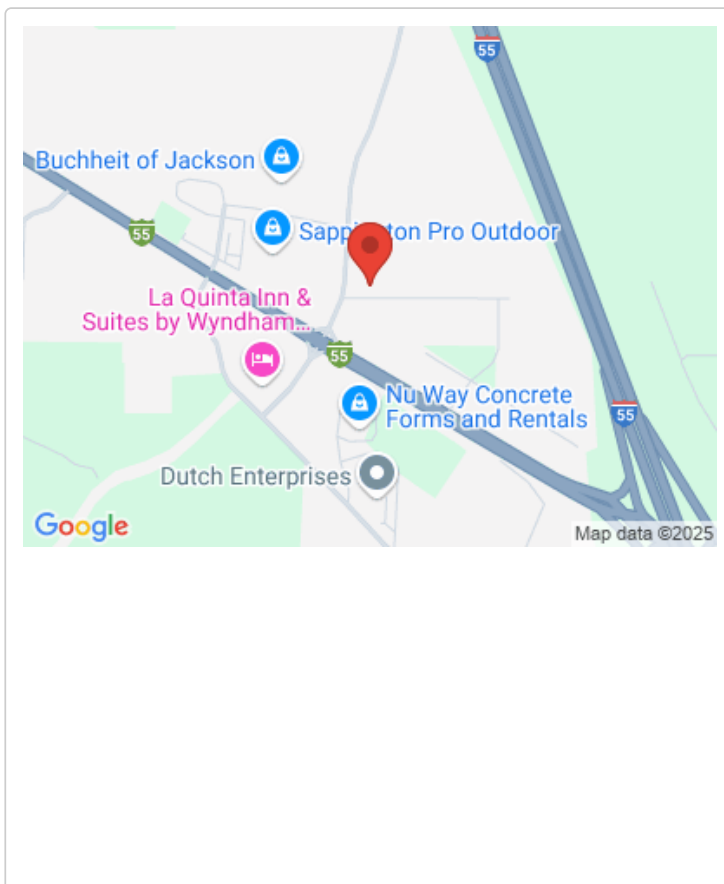 55
Buchheit of Jackson
55
Outdoor
La Quinta Inn &
Suites by Wyndham...
55
Nu Way Concrete
Forms and Rentals
55
Dutch Enterprises
Google
Map data ©2025